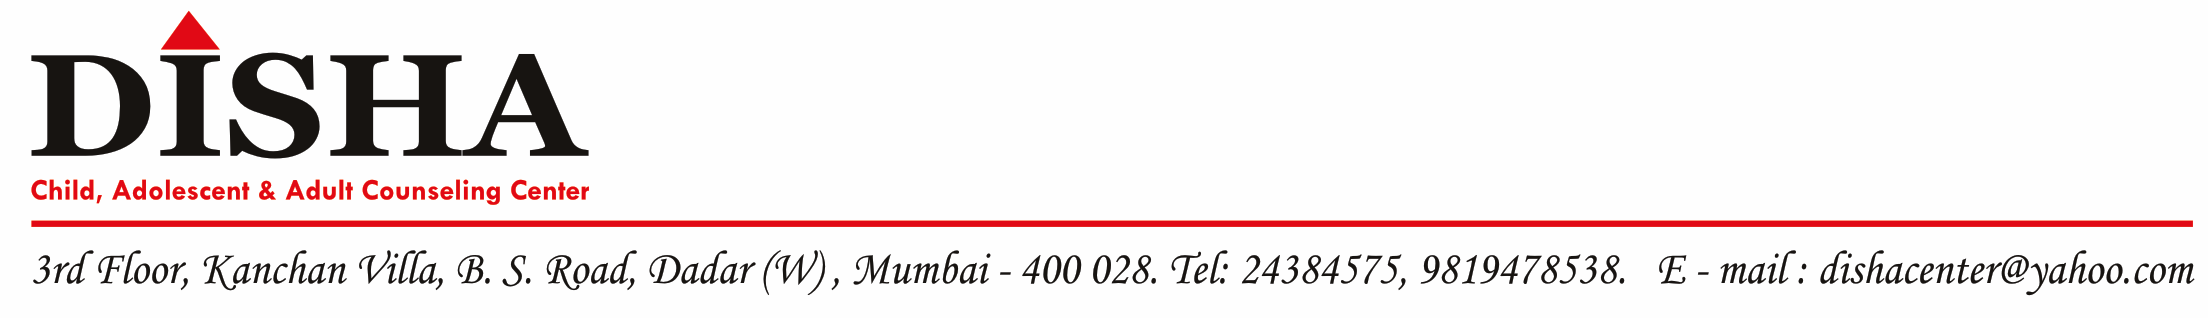 DISHA
Child, Adolescent & Adult Counseling Center
3rd Floor, Kanchan Villa, B. S. Road, Dadar (W) , Mumbai - 400 028. Tel: 24384575, 9819478538. E - mail : dishacenter@yahoo.com